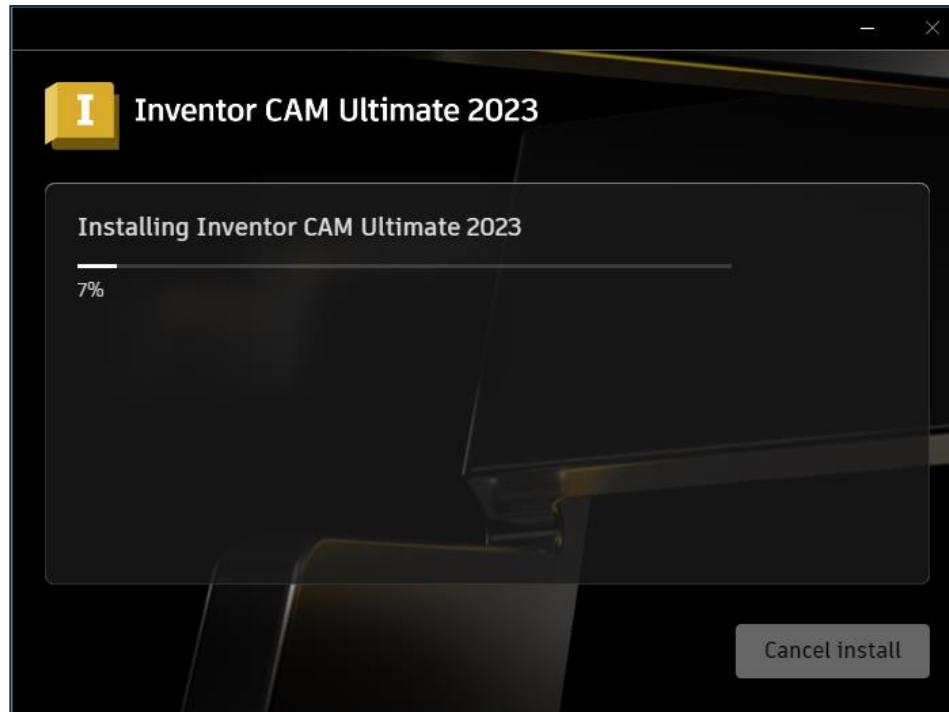 I
Inventor CAM Ultimate 2023
Installing Inventor CAM Ultimate 2023
7%
Cancel install